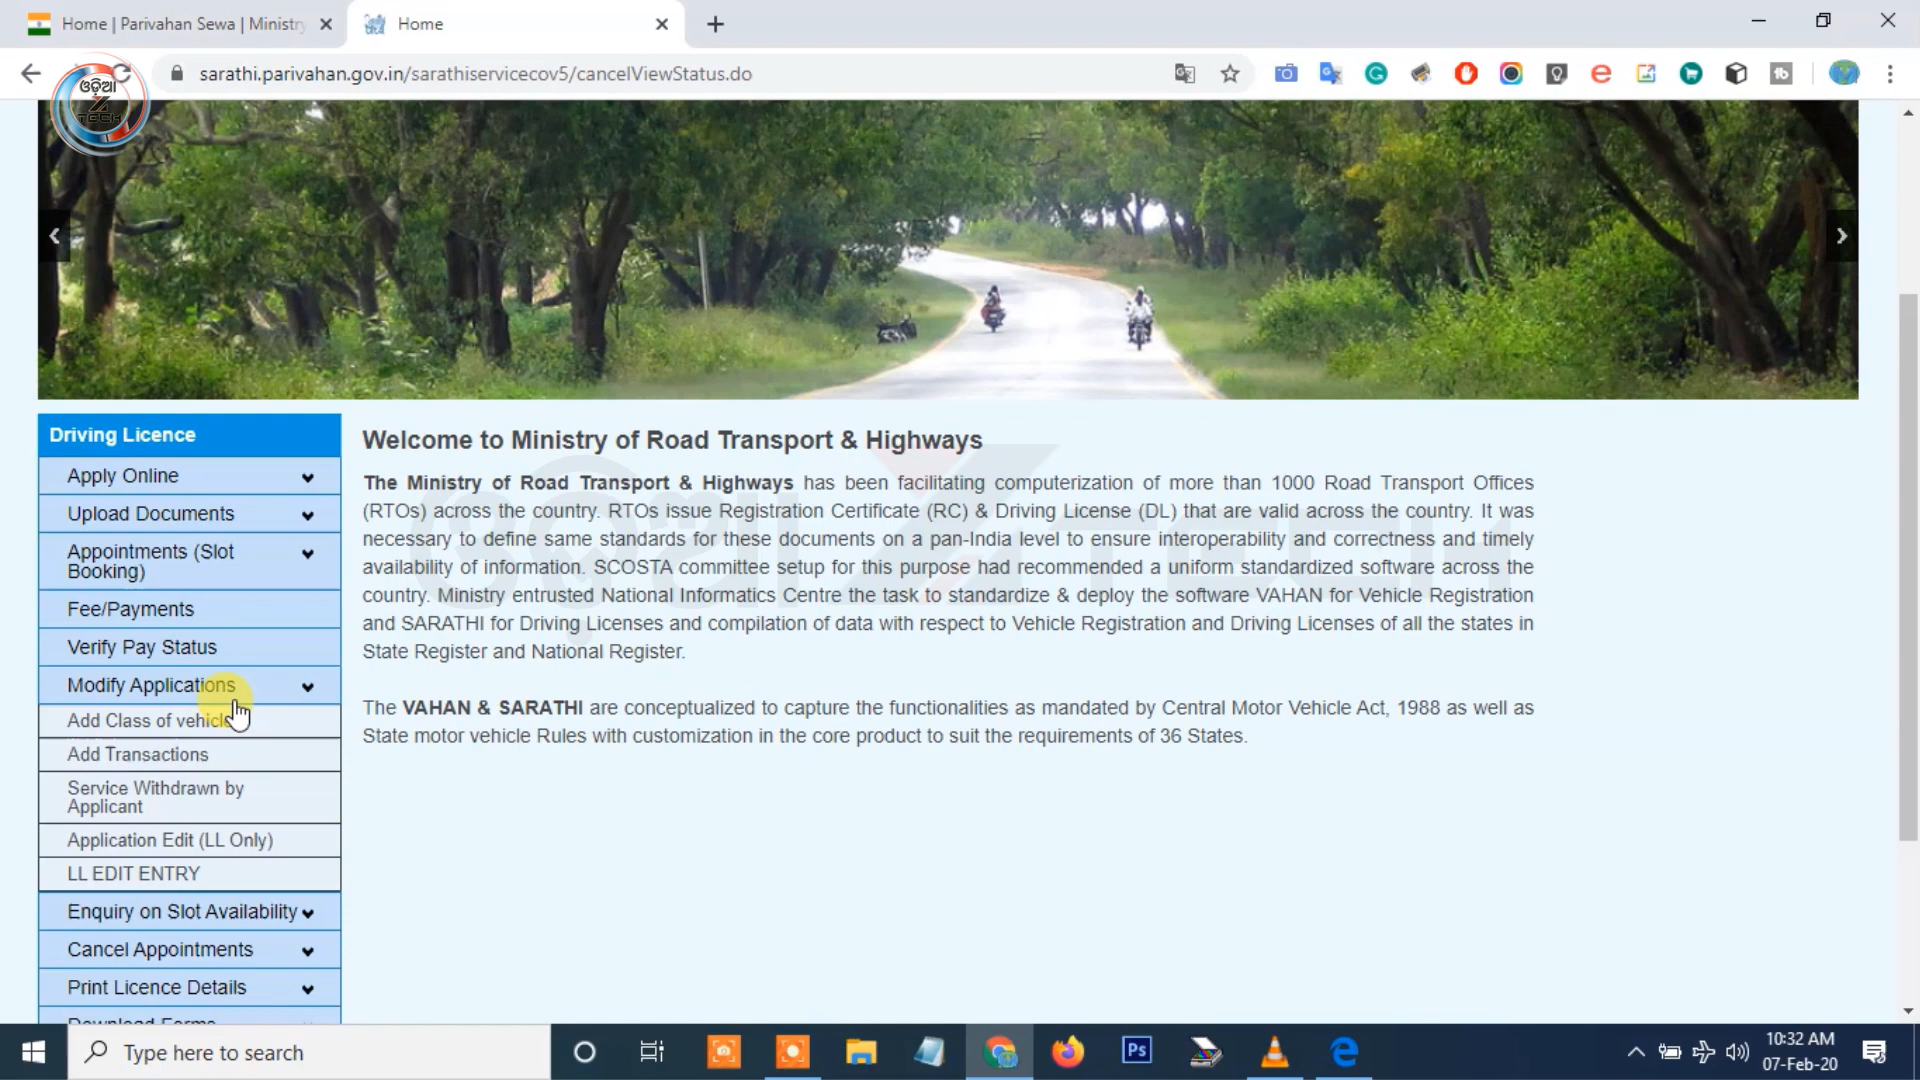 Home | Parivahan Sewa | Ministry
Home
sarathi.parivahan.gov.in/sarathiservicecov5/cancelViewStatus.do
ଓଡ଼ିଆ
Z
TECH
Driving Licence
Apply Online
Upload Documents
Appointments (Slot
Booking)
Fee/Payments
Verify Pay Status
Modify Applications
Add Class of vehicle
Add Transactions
Service Withdrawn by
Applicant
Application Edit (LL Only)
LL EDIT ENTRY
Enquiry on Slot Availability
Cancel Appointments
Print Licence Details
Download Forms
Welcome to Ministry of Road Transport & Highways
The Ministry of Road Transport & Highways has been facilitating computerization of more than 1000 Road Transport Offices
(RTOs) across the country. RTOs issue Registration Certificate (RC) & Driving License (DL) that are valid across the country. It was
necessary to define same standards for these documents on a pan-India level to ensure interoperability and correctness and timely
availability of information. SCOSTA committee setup for this purpose had recommended a uniform standardized software across the
country. Ministry entrusted National Informatics Centre the task to standardize & deploy the software VAHAN for Vehicle Registration
and SARATHI for Driving Licenses and compilation of data with respect to Vehicle Registration and Driving Licenses of all the states in
State Register and National Register.
The VAHAN & SARATHI are conceptualized to capture the functionalities as mandated by Central Motor Vehicle Act, 1988 as well as
State motor vehicle Rules with customization in the core product to suit the requirements of 36 States.
ଓଡ଼ିଆ Z TECH
Type here to search
Ps
10:32 AM
07-Feb-20